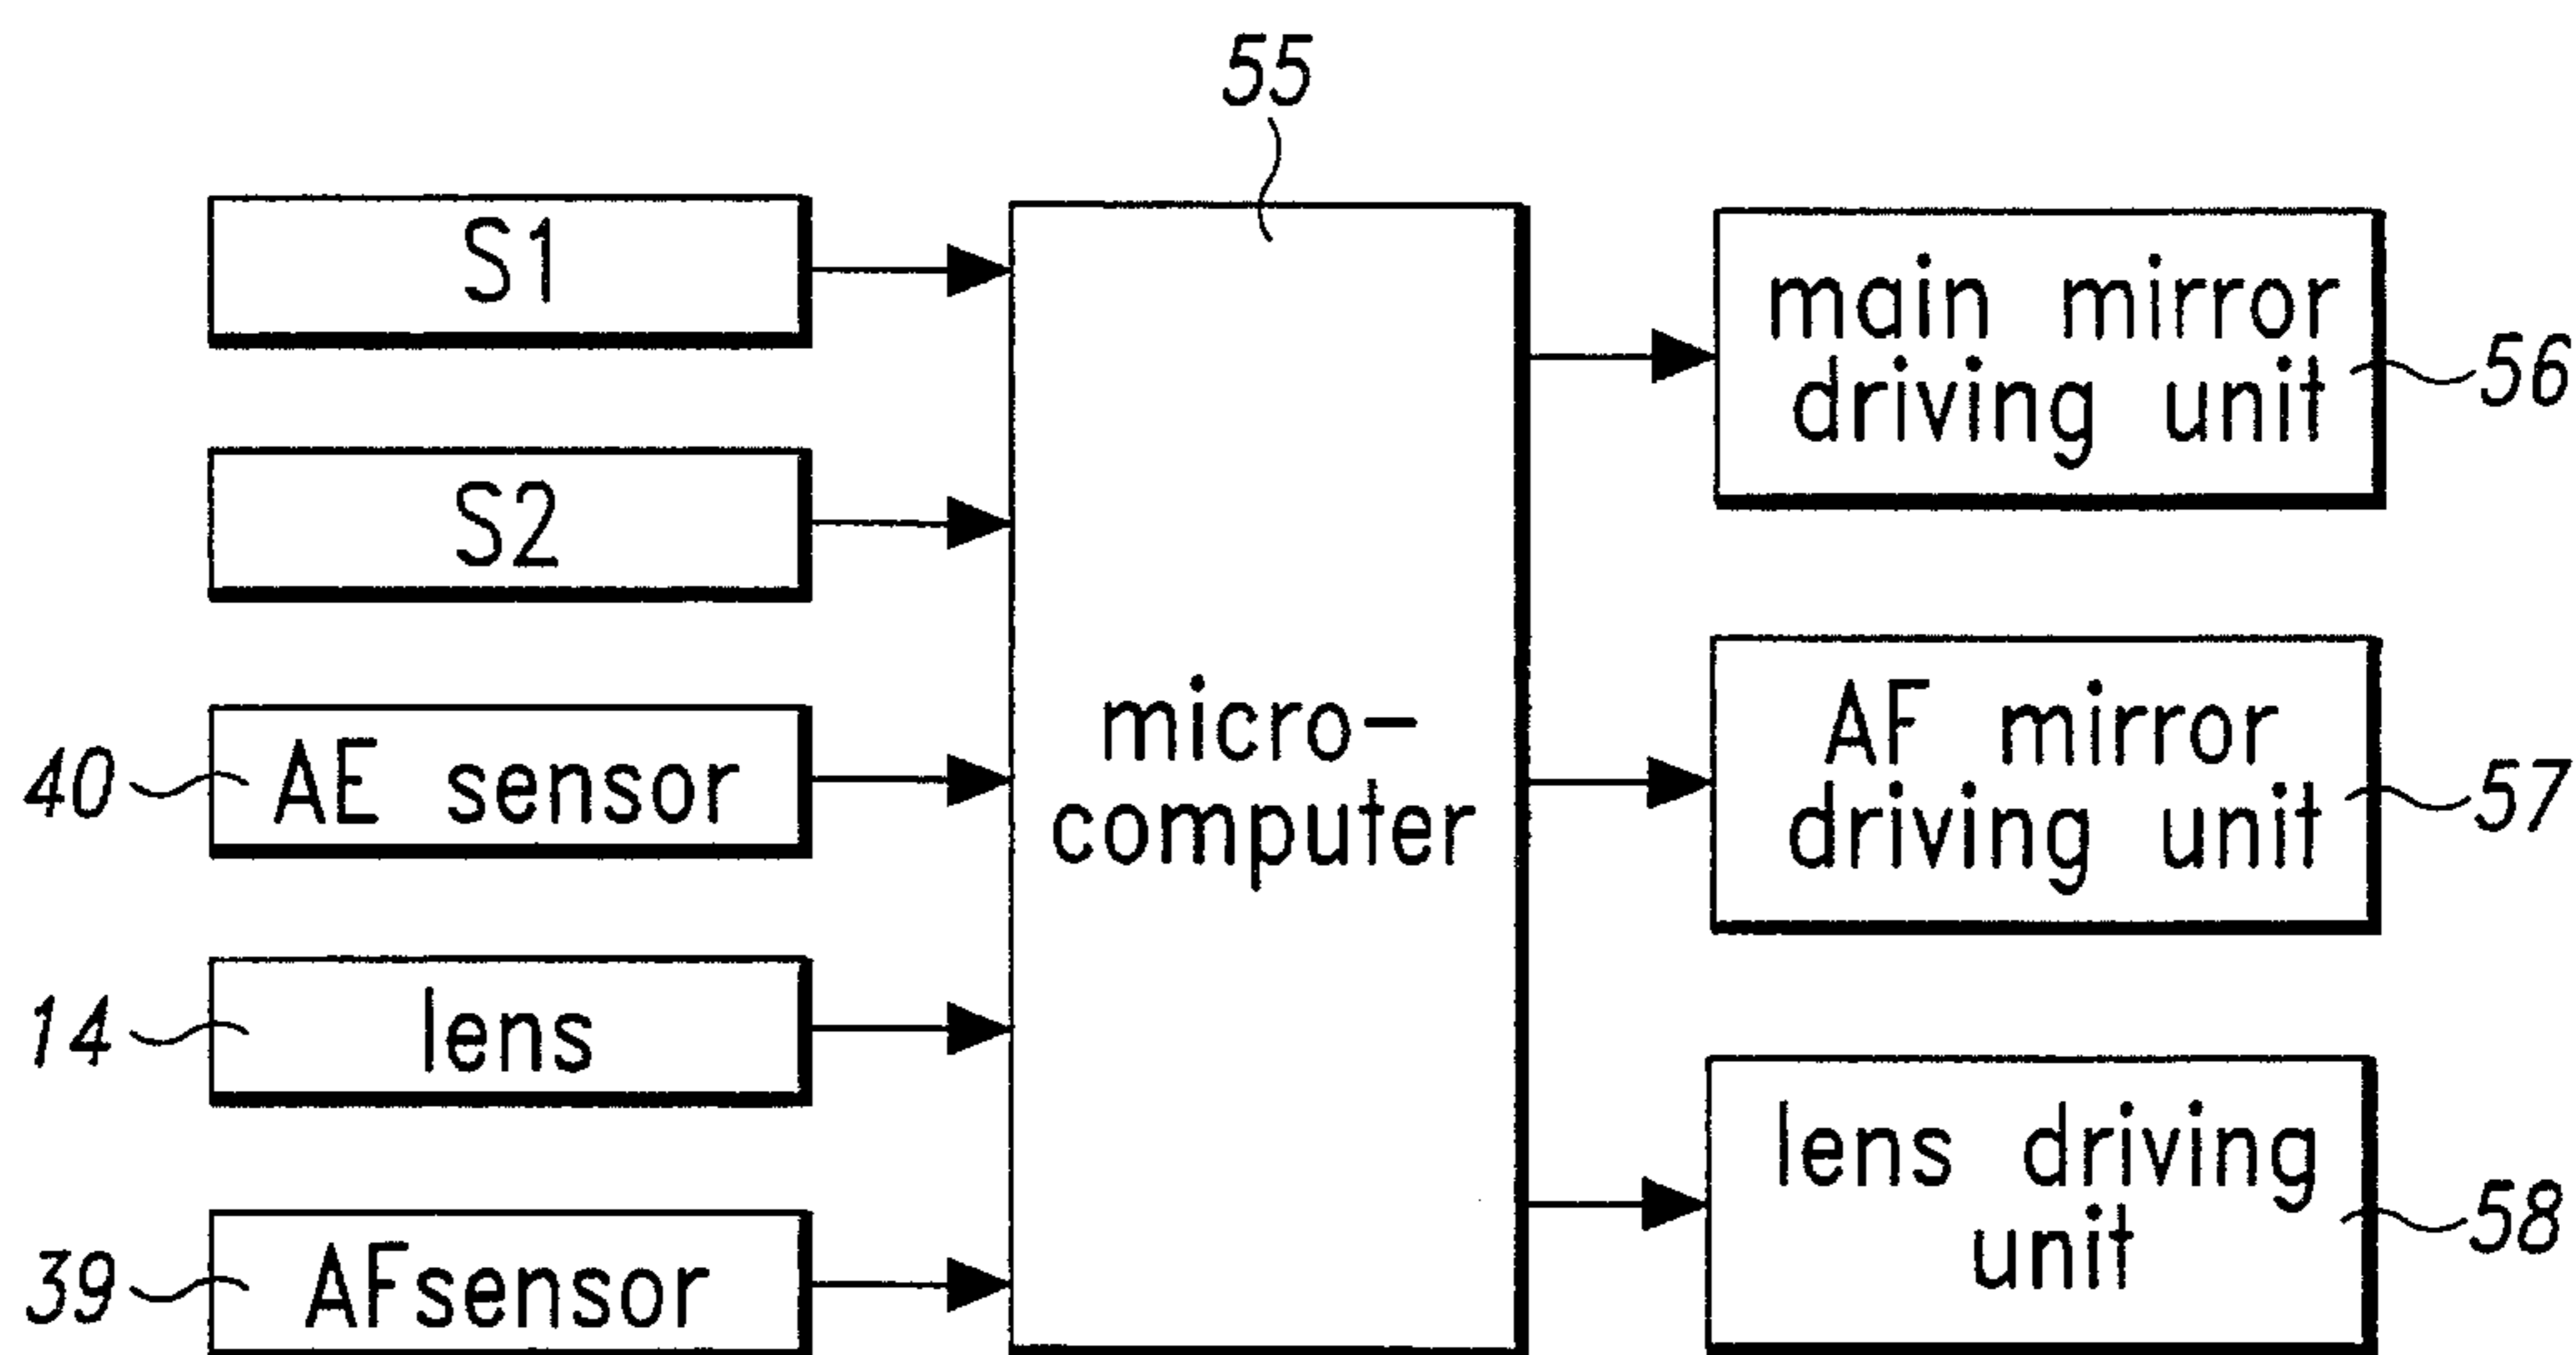 55
S1
S2
40
AE sensor
14
lens
39
AFsensor
micro-
computer
main mirror
driving unit
56
AF mirror
driving unit
57
lens driving
unit
58